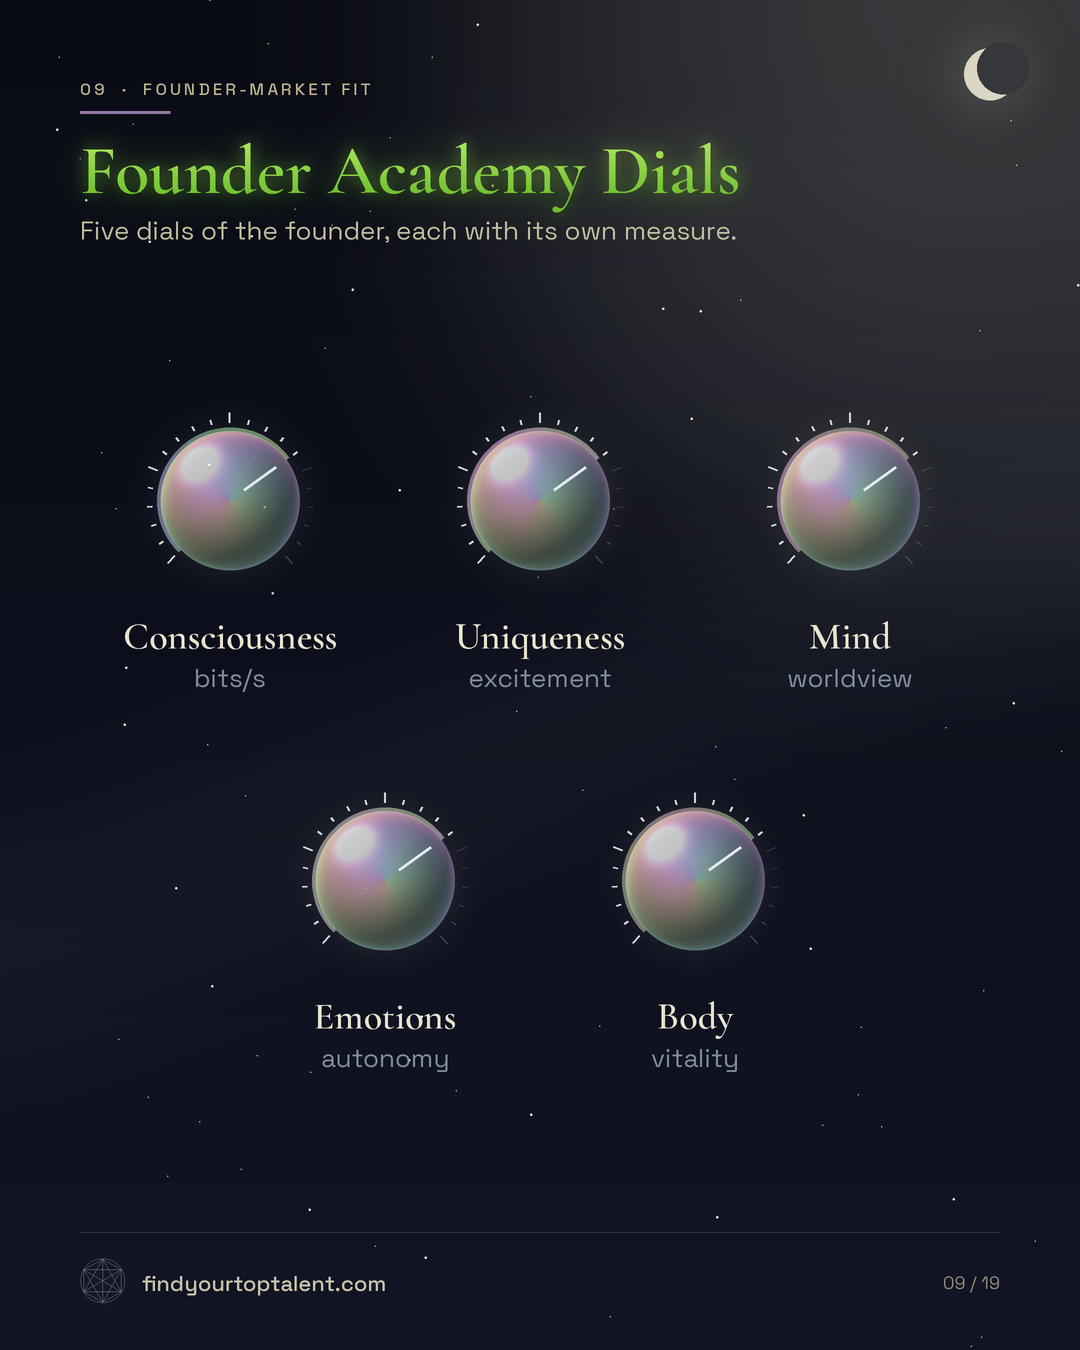 09 · FOUNDER-MARKET FIT
Founder Academy Dials
Five dials of the founder, each with its own measure.
Consciousness
bits/s
Uniqueness
excitement
Mind
worldview
Emotions
autonomy
Body
vitality
findyourtoptalent.com
09 / 19